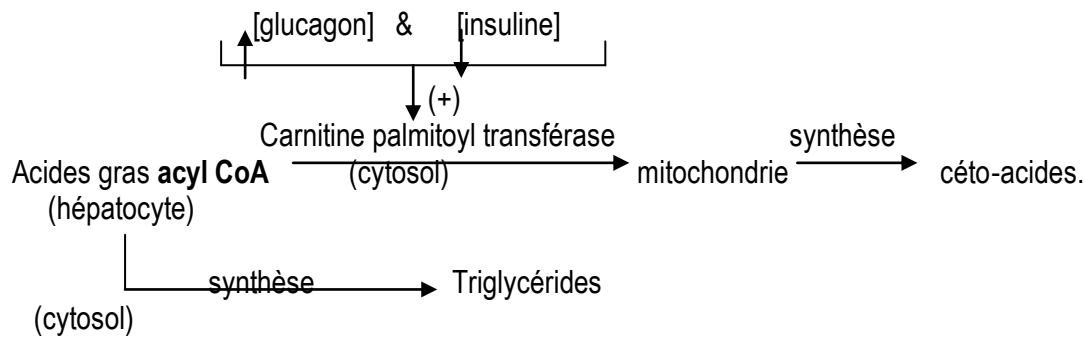 [glucagon] & [insuline]
(+)
Carnitine palmitoyl transférase synthèse
Acides gras acyl CoA (cytosol) mitochondrie céto-acides.
(hépatocyte)
synthèse Triglycérides
(cytosol)